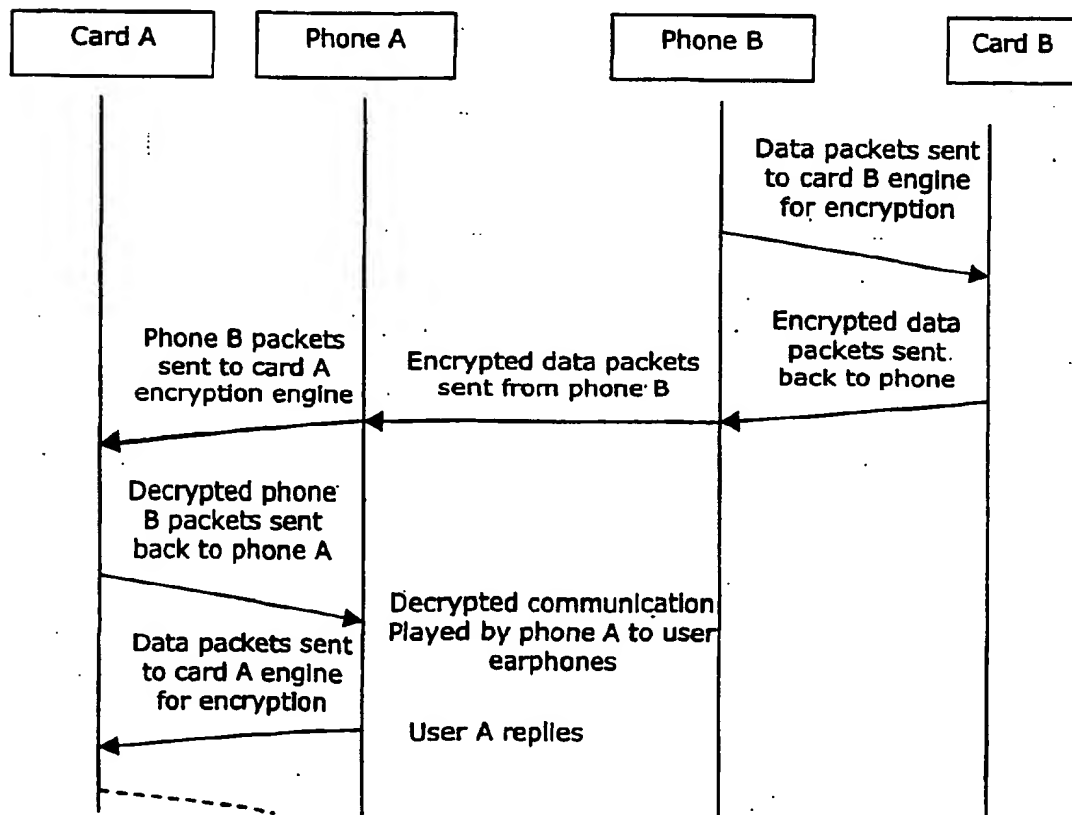 Card A
Phone A
Phone B
Card B
Data packets sent
to card B engine
for encryption
Encrypted data
packets sent
back to phone
Phone B packets
sent to card A
encryption engine
Encrypted data packets
sent from phone B
Decrypted phone
B packets sent
back to phone A
Decrypted communication
Played by phone A to user
earphones
Data packets sent
to card A engine
for encryption
User A replies